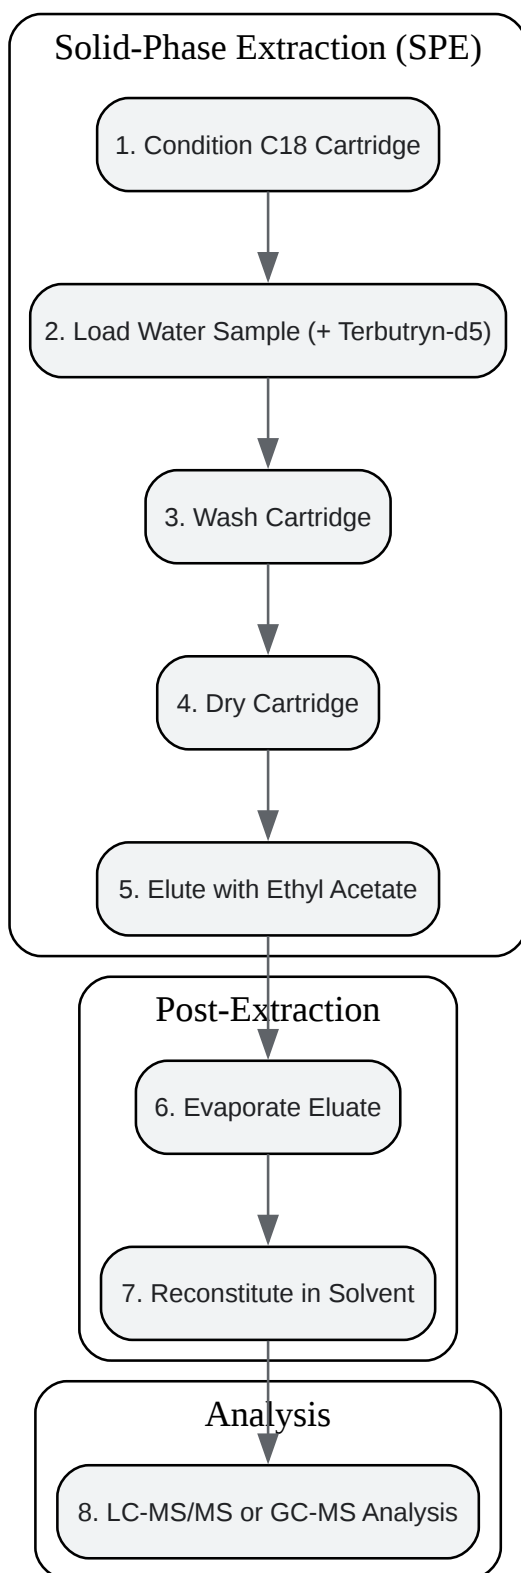 Solid-Phase Extraction (SPE)
1. Condition C18 Cartridge
2. Load Water Sample (+ Terbutryn-d5)
3. Wash Cartridge
4. Dry Cartridge
5. Elute with Ethyl Acetate
Post-Extraction
6. Evaporate Eluate
7. Reconstitute in Solvent
Analysis
8. LC-MS/MS or GC-MS Analysis